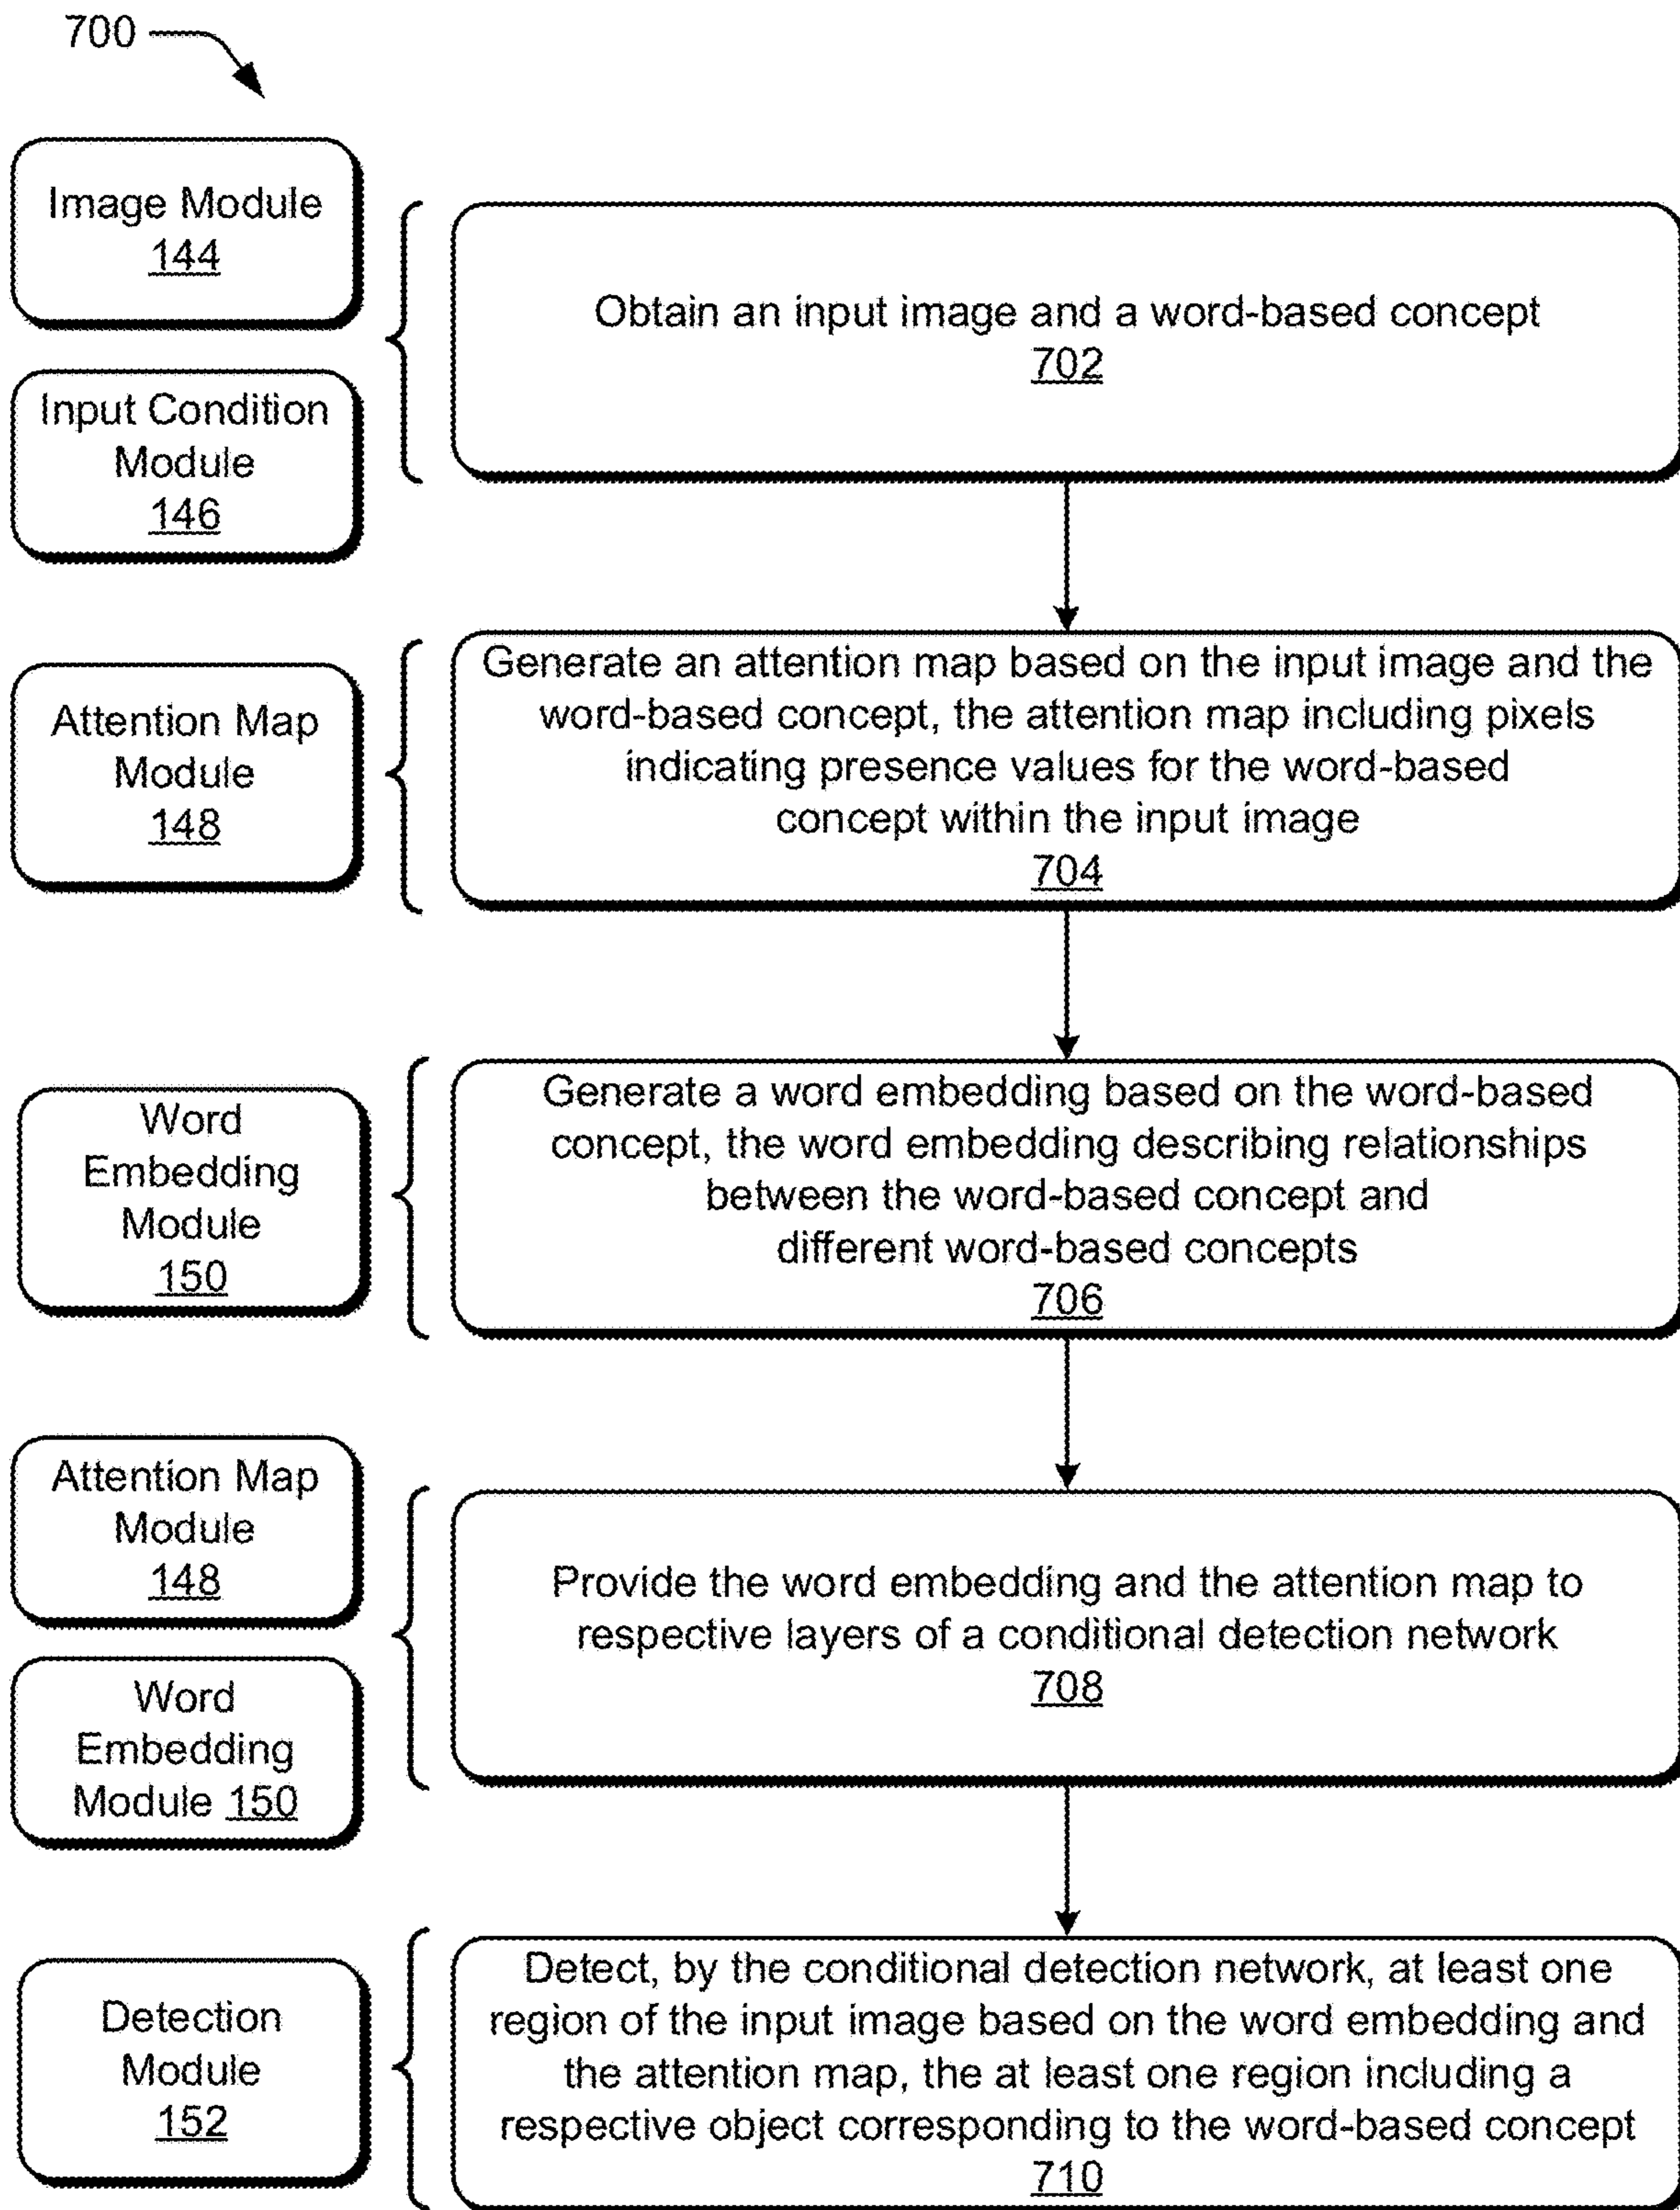 700
Image Module
144
Input Condition
Module
146
Obtain an input image and a word-based concept
702
Attention Map
Module
148
Generate an attention map based on the input image and the
word-based concept, the attention map including pixels
indicating presence values for the word-based
concept within the input image
704
Word
Embedding
Module
150
Generate a word embedding based on the word-based
concept, the word embedding describing relationships
between the word-based concept and
different word-based concepts
706
Attention Map
Module
148
Word
Embedding
Module 150
Provide the word embedding and the attention map to
respective layers of a conditional detection network
708
Detection
Module
152
Detect, by the conditional detection network, at least one
region of the input image based on the word embedding and
the attention map, the at least one region including a
respective object corresponding to the word-based concept
710